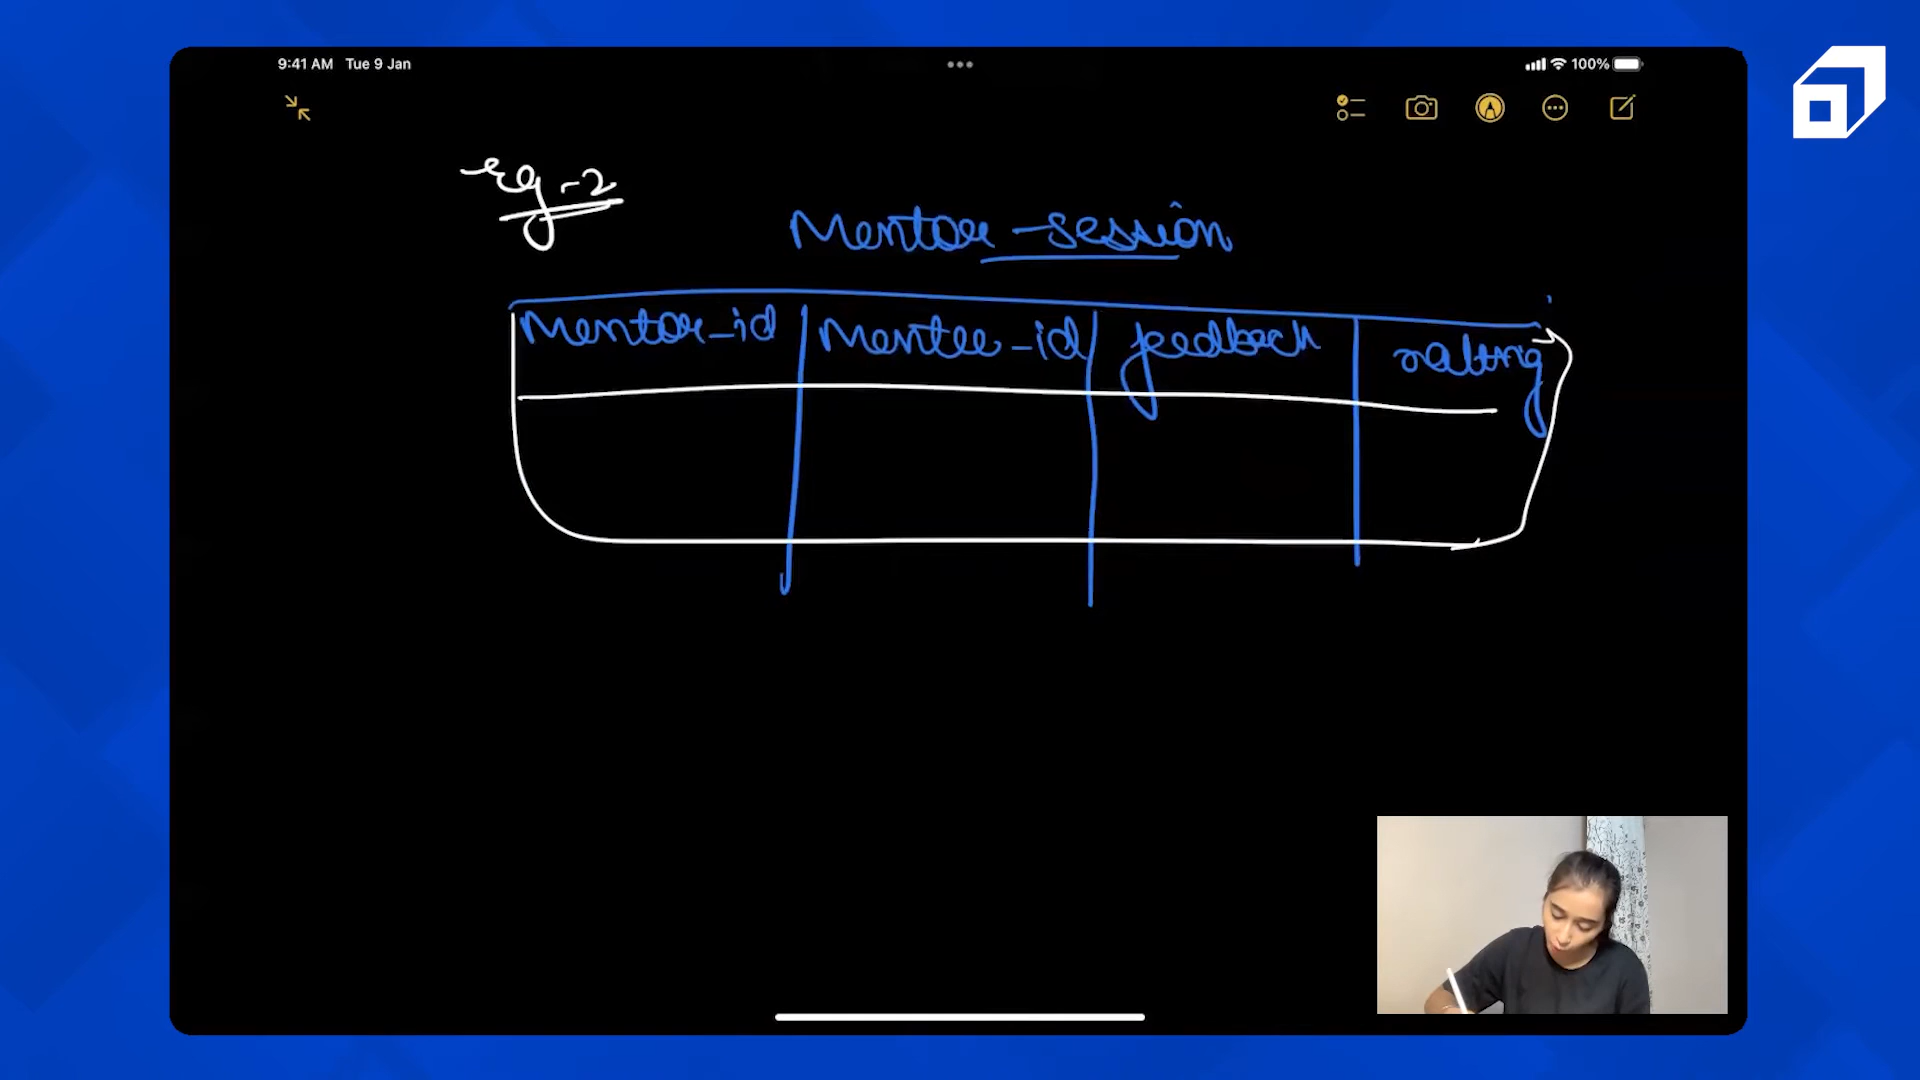 9:41 AM Tue 9 Jan
100%
eg-2
Mentor-session
Mentor_id Mentee_id feedback rating